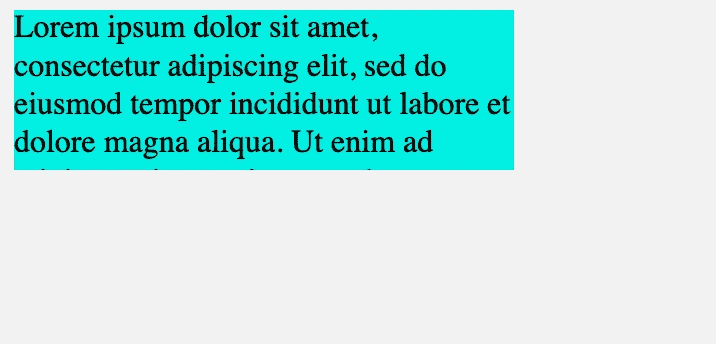 Lorem ipsum dolor sit amet,
consectetur adipiscing elit, sed do
eiusmod tempor incididunt ut labore et
dolore magna aliqua. Ut enim ad